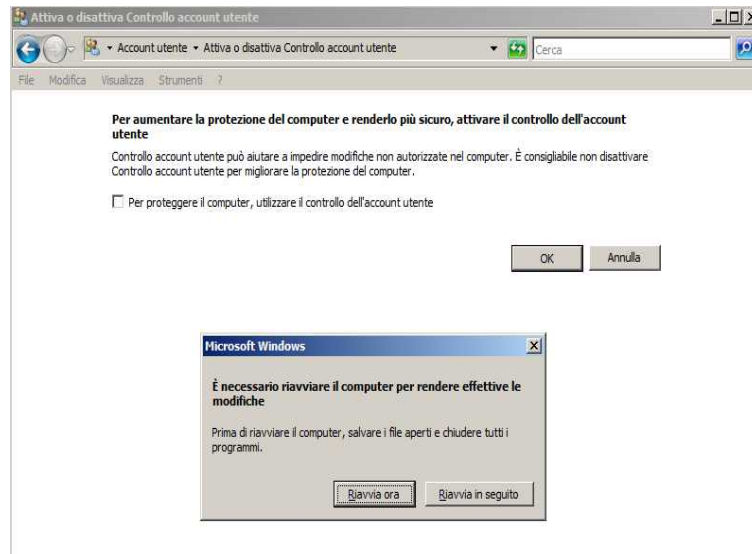 Attiva o disattiva Controllo account utente
Account utente Attiva o disattiva Controllo account utente
Cerca
File Modifica Visualizza Strumenti ?
Per aumentare la protezione del computer e renderlo più sicuro, attivare il controllo dell'account
utente
Controllo account utente può aiutare a impedire modifiche non autorizzate nel computer. È consigliabile non disattivare
Controllo account utente per migliorare la protezione del computer.
Per proteggere il computer, utilizzare il controllo dell'account utente
OK Annulla
Microsoft Windows
È necessario riavviare il computer per rendere effettive le
modifiche
Prima di riavviare il computer, salvare i file aperti e chiudere tutti i
programmi.
Riavvia ora Riavvia in seguito